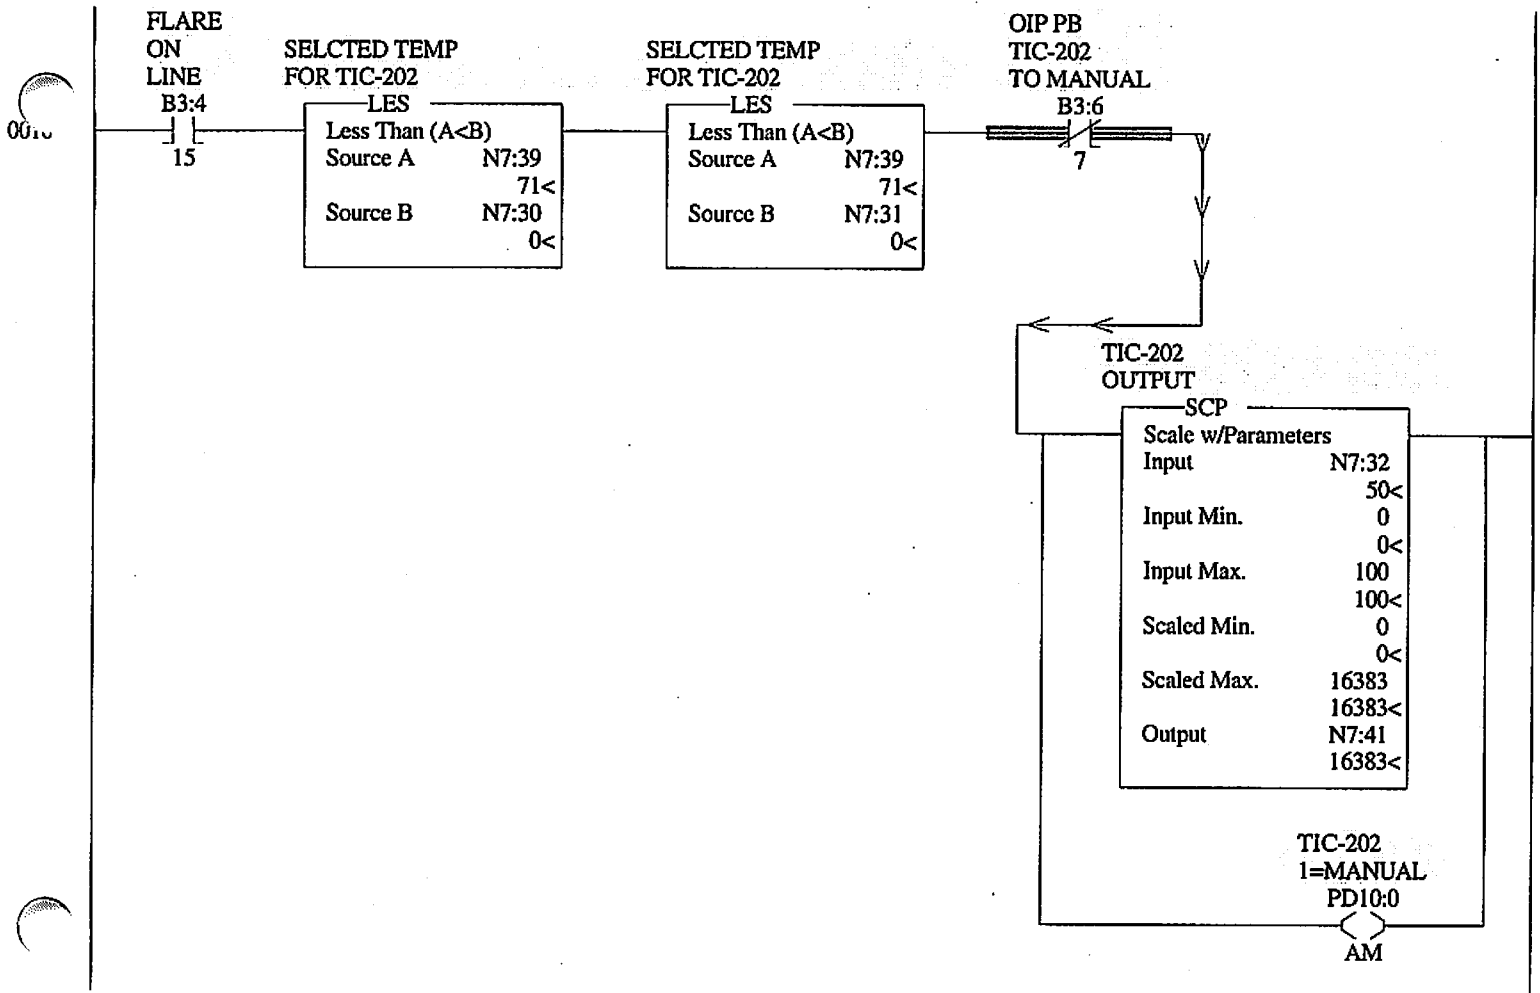 FLARE
ON
LINE
B3:4
15
SELCTED TEMP
FOR TIC-202
LES
Less Than (A<B)
Source A N7:39
71<
Source B N7:30
0<
SELCTED TEMP
FOR TIC-202
LES
Less Than (A<B)
Source A N7:39
71<
Source B N7:31
0<
OIP PB
TIC-202
TO MANUAL
B3:6
7
TIC-202
OUTPUT
SCP
Scale w/Parameters
Input N7:32
50<
Input Min. 0
0<
Input Max. 100
100<
Scaled Min. 0
0<
Scaled Max. 16383
16383<
Output N7:41
16383<
TIC-202
1=MANUAL
PD10:0
AM